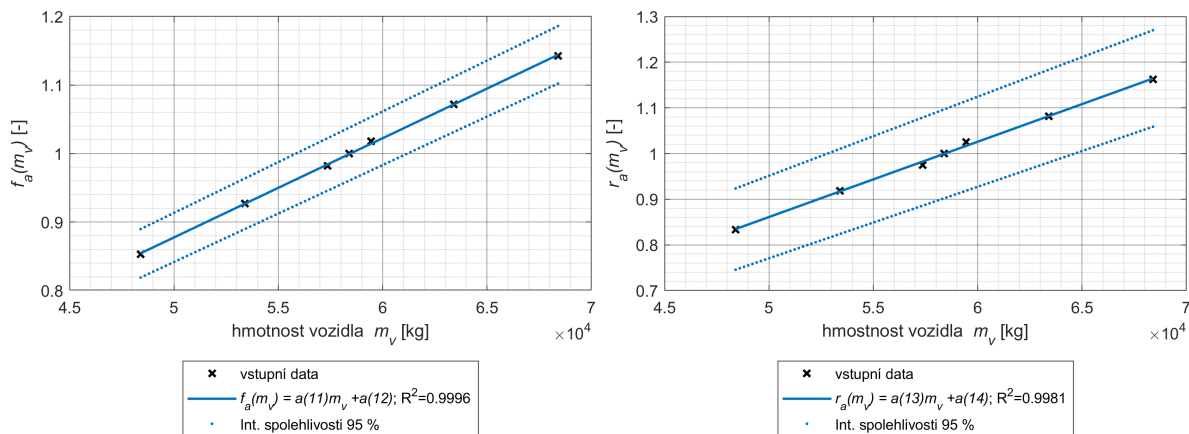 1.2
1.1
1
0.9
0.8
f_a(m_v) [-]
4.5 5 5.5 6 6.5 7
×10^4
hmotnost vozidla m_v [kg]
vstupní data
f_a(m_v) = a(11)m_v +a(12); R^2=0.9996
Int. spolehlivosti 95 %
1.3
1.2
1.1
1
0.9
0.8
0.7
r_a(m_v) [-]
4.5 5 5.5 6 6.5 7
×10^4
hmostnost vozidla m_v [kg]
vstupní data
r_a(m_v) = a(13)m_v +a(14); R^2=0.9981
Int. spolehlivosti 95 %